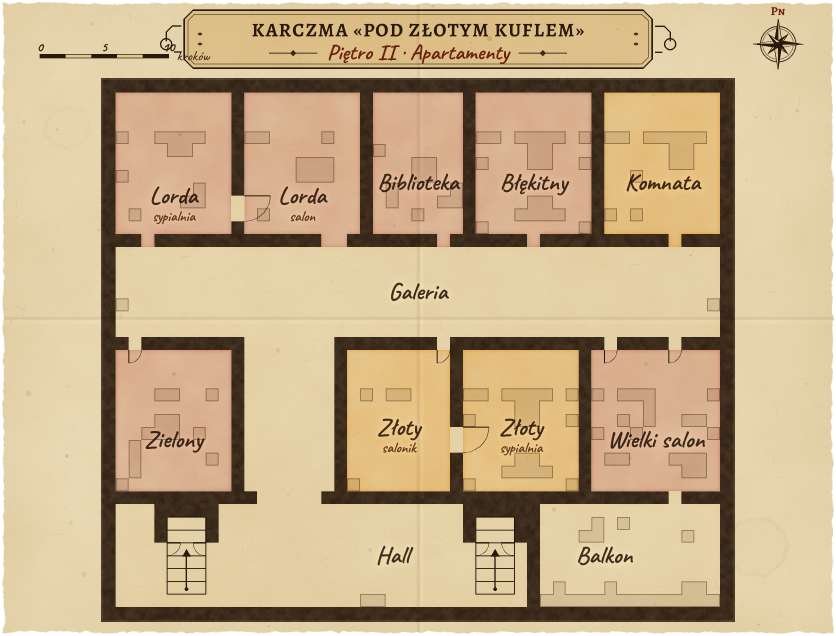 KARCZMA «POD ZŁOTYM KUFLEM»
Piętro II · Apartamenty
Pn
0 5 10
kroków
Lorda
sypialnia
Lorda
salon
Biblioteka
Błękitny
Komnata
Galeria
Zielony
Złoty
salonik
Złoty
sypialnia
Wielki salon
Hall
Balkon